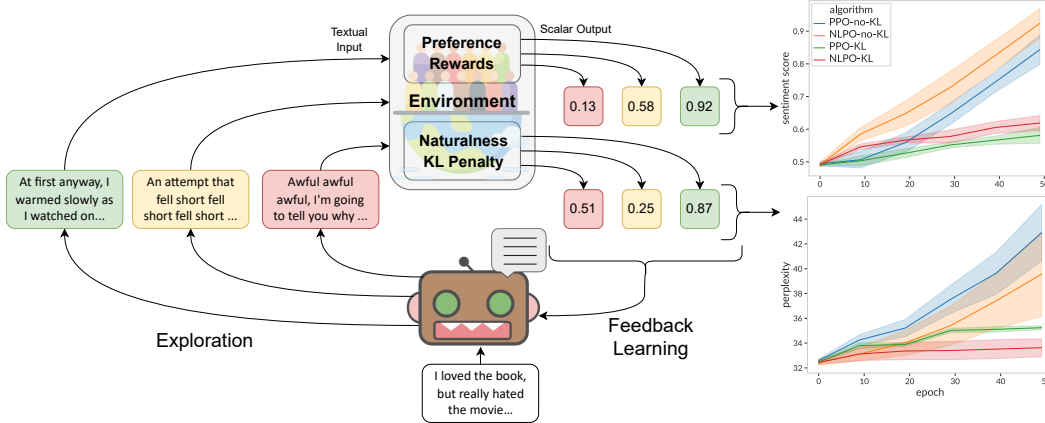 Textual
Input
Scalar Output
Preference
Rewards
Environment
Naturalness
KL Penalty
0.13
0.58
0.92
0.51
0.25
0.87
At first anyway, I
warmed slowly as
I watched on...
An attempt that
fell short fell
short fell short ...
Awful awful
awful, I'm going
to tell you why ...
Exploration
Feedback
Learning
I loved the book,
but really hated
the movie...
algorithm
PPO-no-KL
NLPO-no-KL
PPO-KL
NLPO-KL
sentiment score
0.9
0.8
0.7
0.6
0.5
0
10
20
30
40
50
perplexity
44
42
40
38
36
34
32
0
10
20
30
40
50
epoch